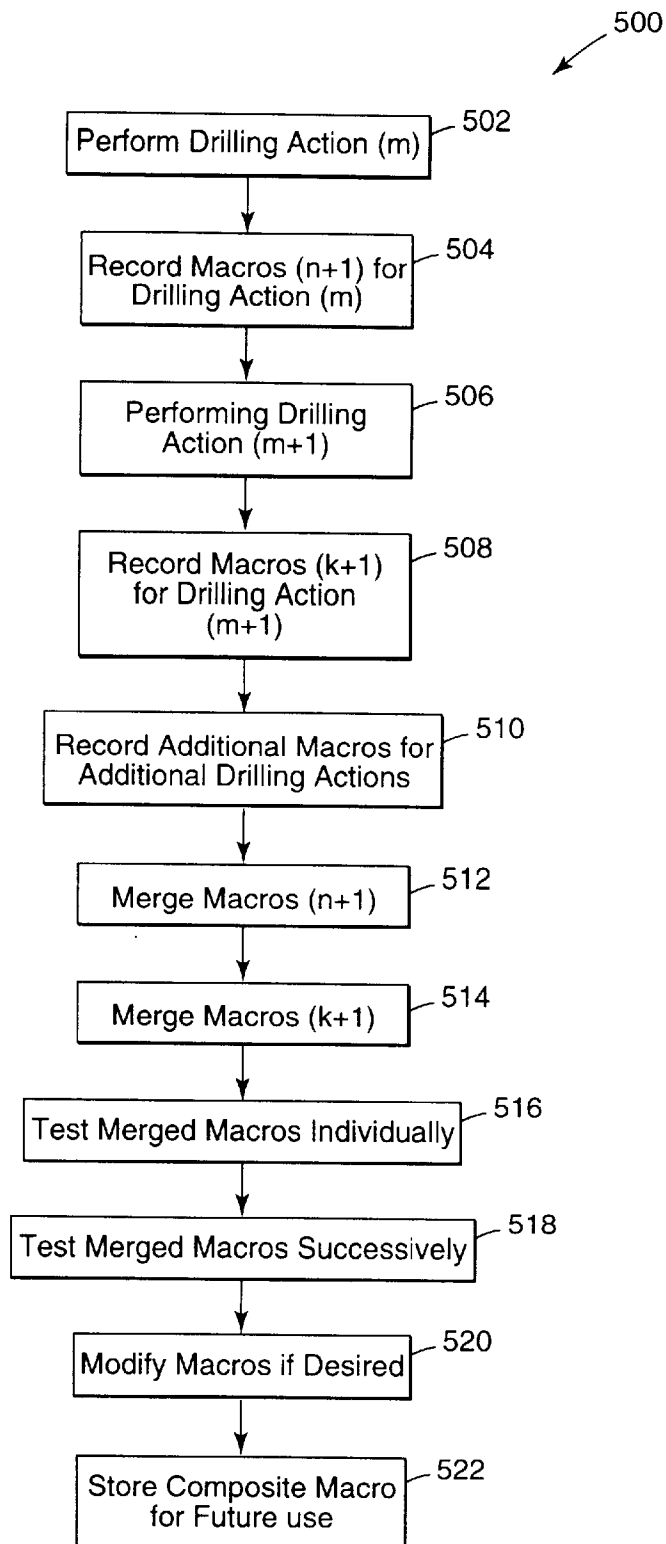 500
Perform Drilling Action (m)
502
Record Macros (n+1) for
Drilling Action (m)
504
Performing Drilling
Action (m+1)
506
Record Macros (k+1)
for Drilling Action
(m+1)
508
Record Additional Macros for
Additional Drilling Actions
510
Merge Macros (n+1)
512
Merge Macros (k+1)
514
Test Merged Macros Individually
516
Test Merged Macros Successively
518
Modify Macros if Desired
520
Store Composite Macro
for Future use
522